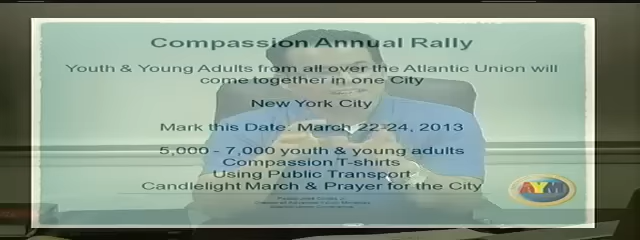 Compassion Annual Rally
Youth & Young Adults from all over the Atlantic Union will
come together in one City
New York City
Mark this Date: March 22-24, 2013
5,000 - 7,000 youth & young adults
Compassion T-shirts
Using Public Transport
Candlelight March & Prayer for the City
AYM